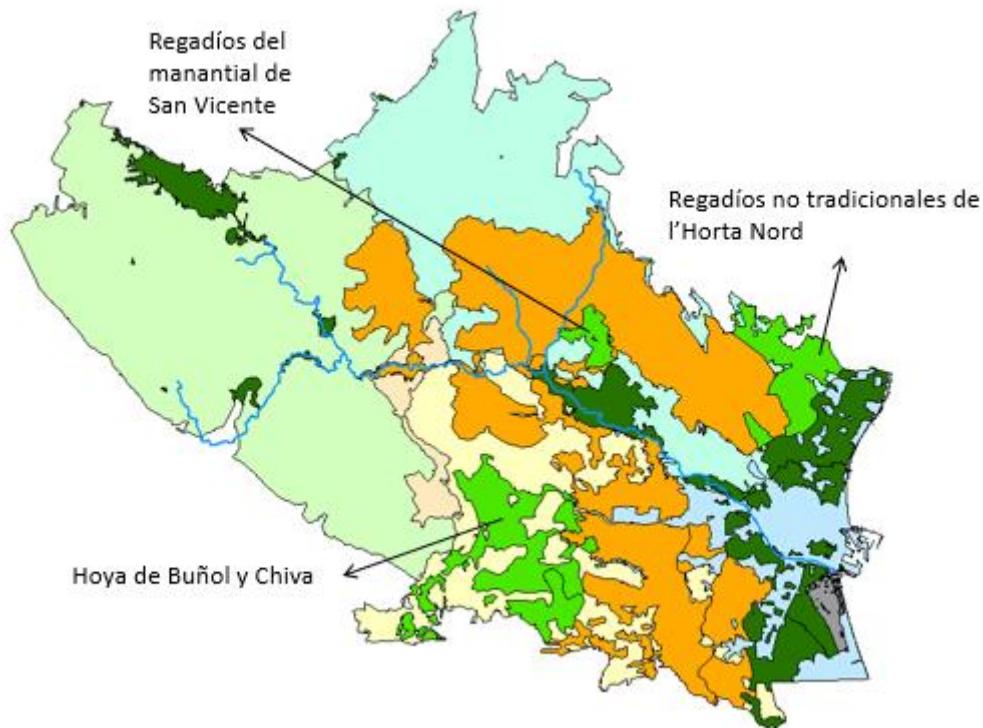 Regadíos del
manantial de
San Vicente
Regadíos no tradicionales de
l'Horta Nord
Hoya de Buñol y Chiva